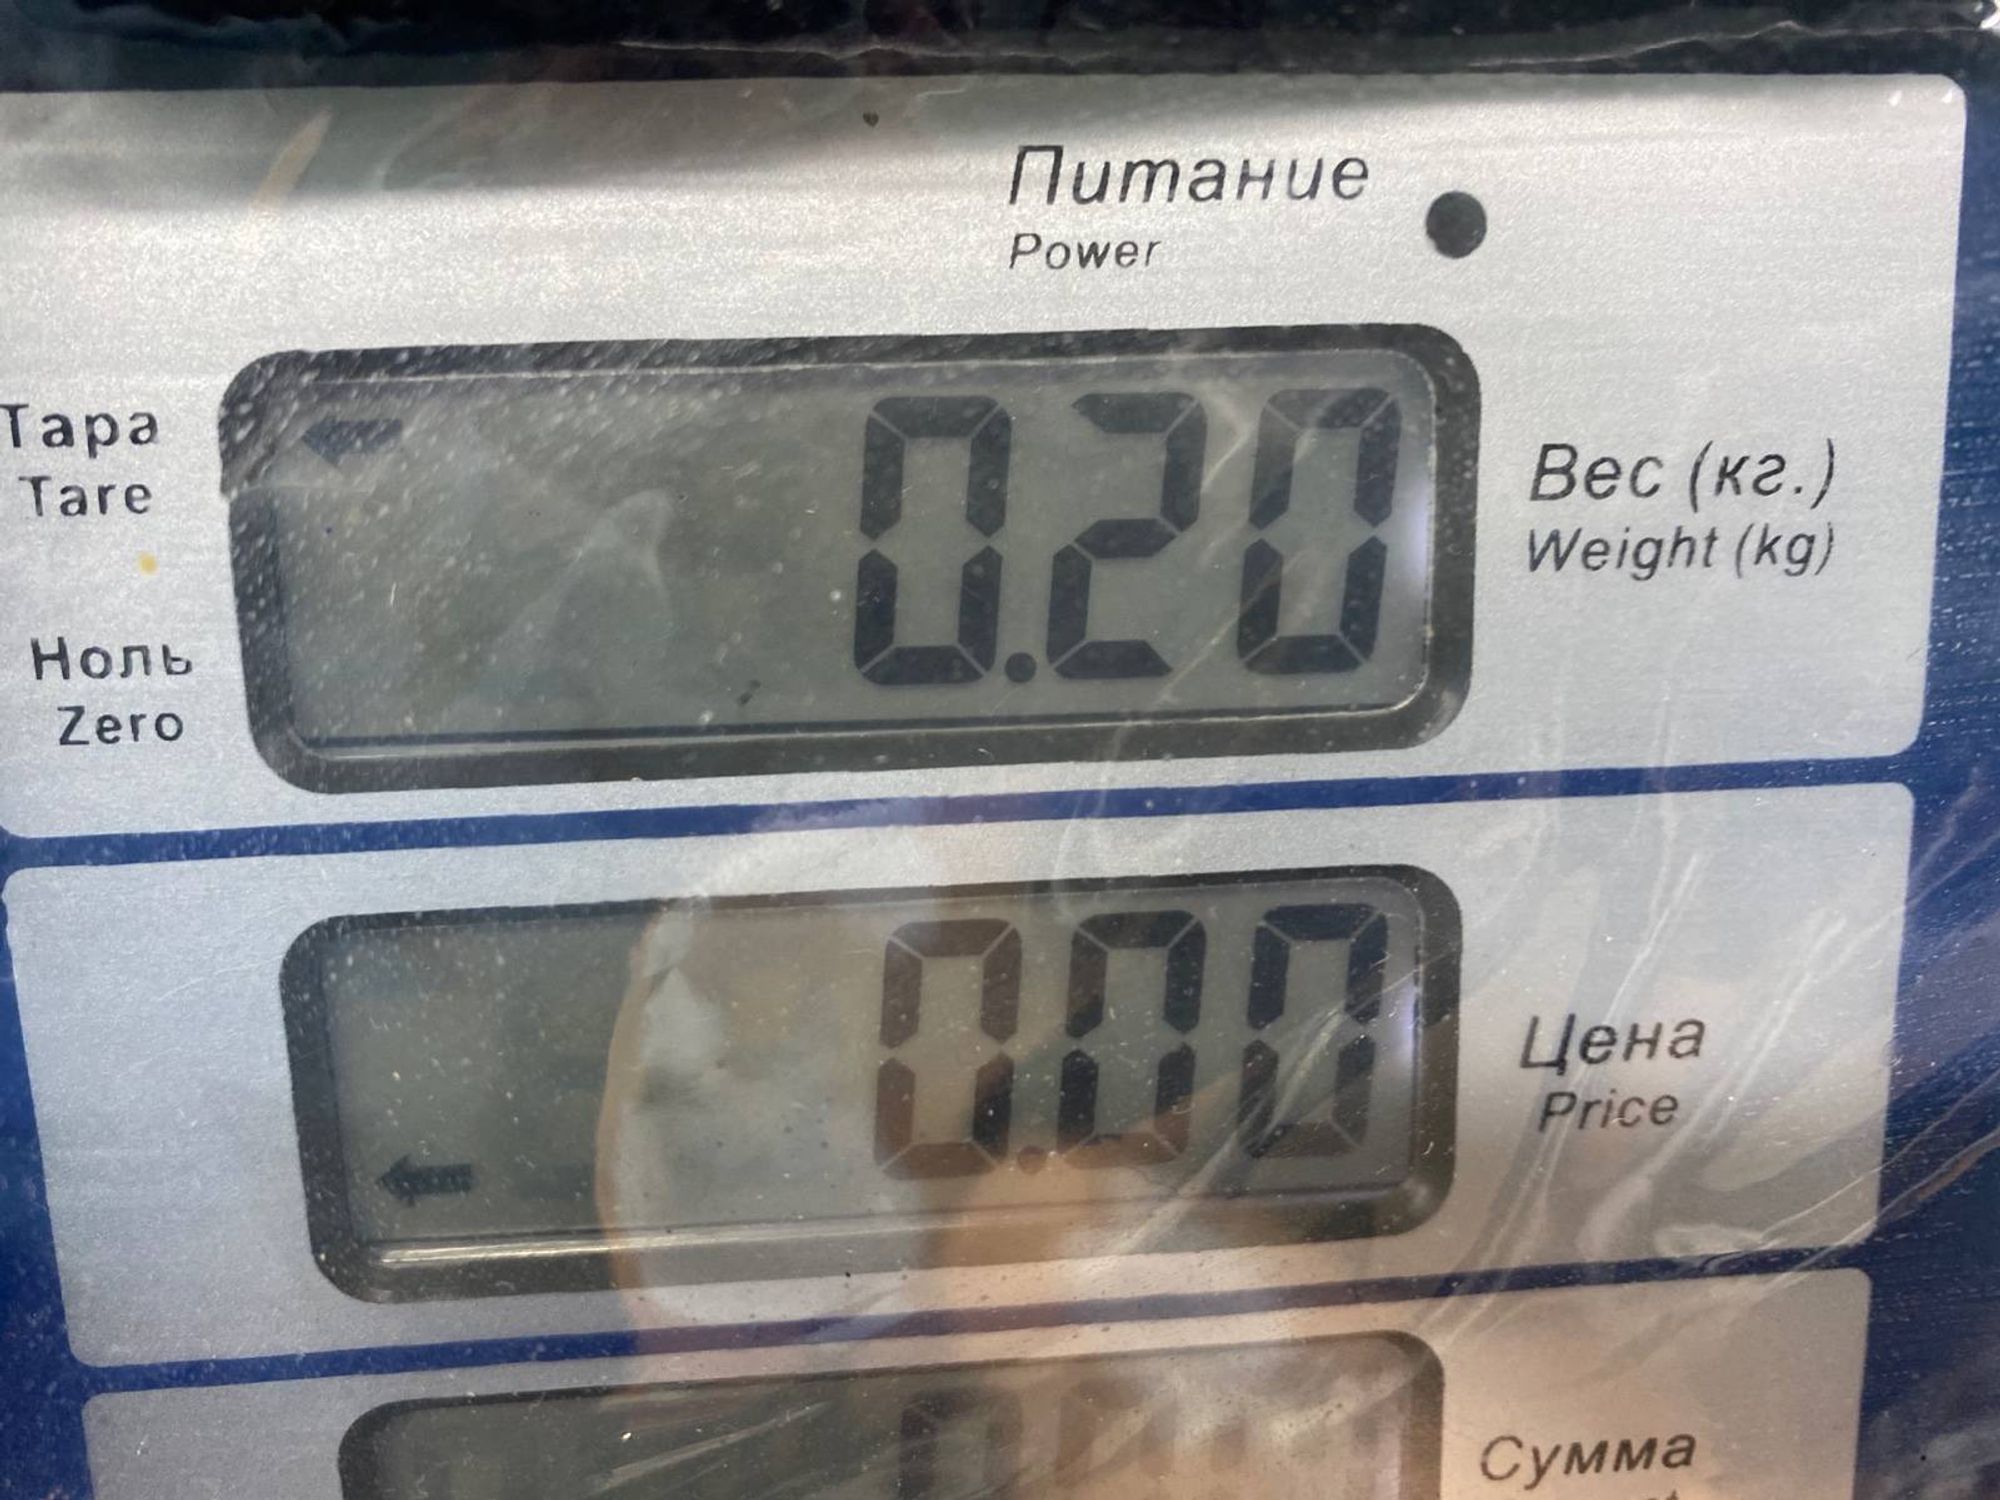 Питание
Power
Тара
Tare
0.20
Вес (кг.)
Weight (kg)
Ноль
Zero
0.00
Цена
Price
Сумма